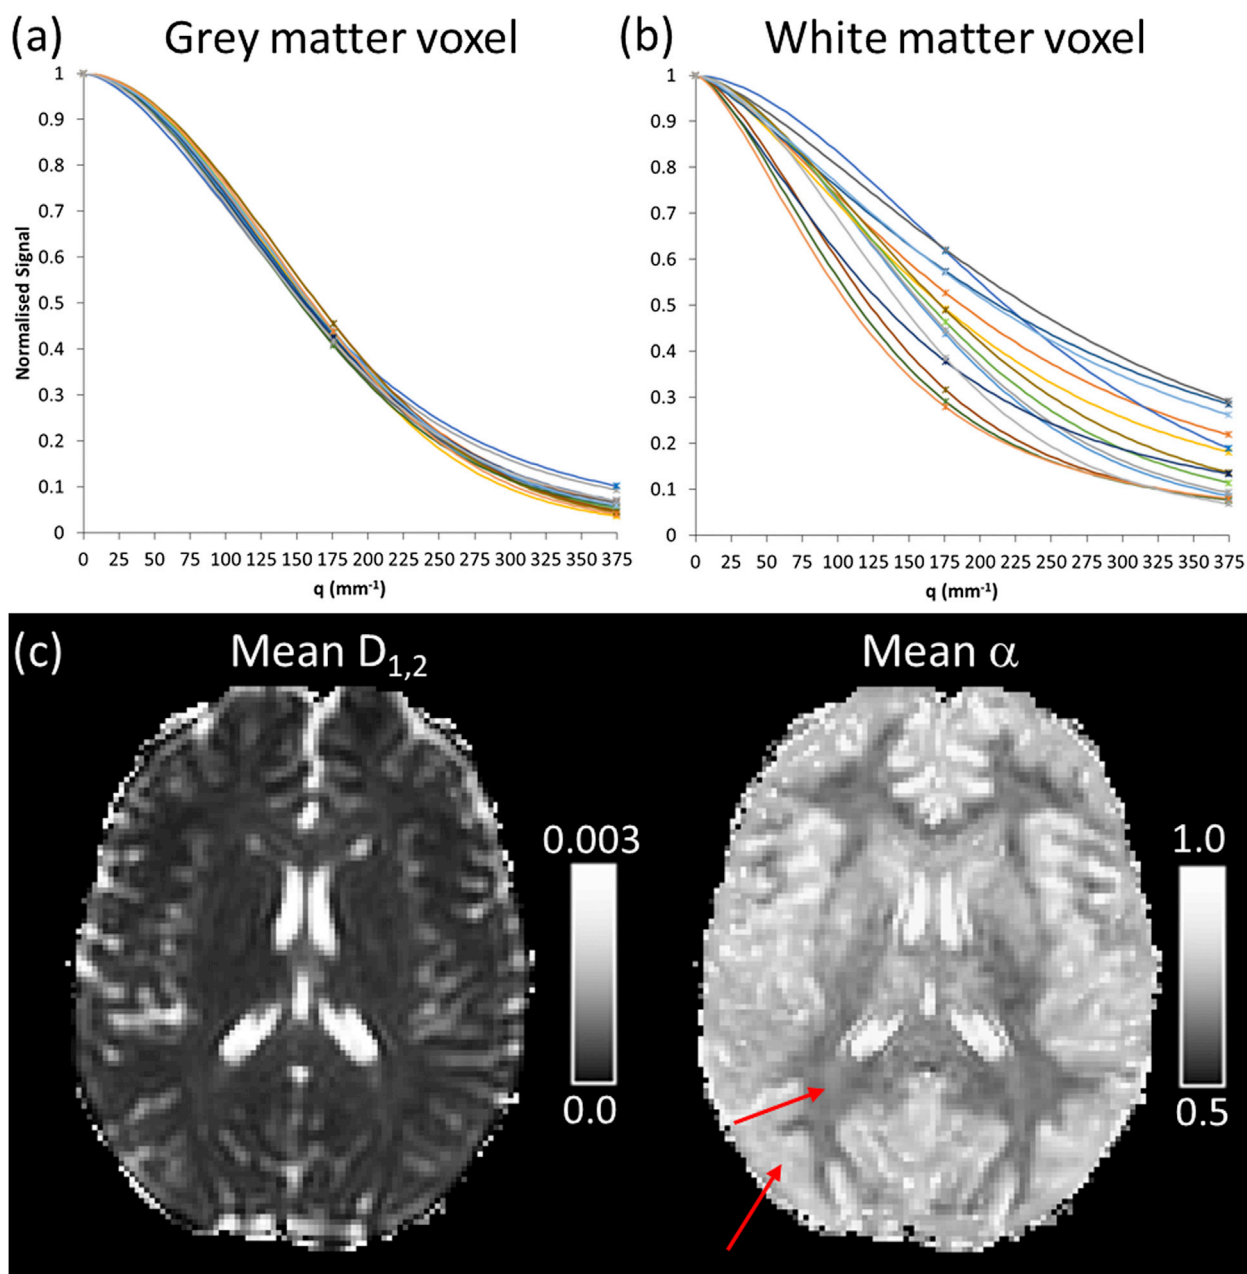 (a) Grey matter voxel
1
0.9
0.8
0.7
0.6
0.5
0.4
0.3
0.2
0.1
0
Normalised Signal
0 25 50 75 100 125 150 175 200 225 250 275 300 325 350 375
q (mm⁻¹)
(b) White matter voxel
1
0.9
0.8
0.7
0.6
0.5
0.4
0.3
0.2
0.1
0
0 25 50 75 100 125 150 175 200 225 250 275 300 325 350 375
q (mm⁻¹)
(c) Mean D₁,₂
0.003
0.0
Mean α
1.0
0.5